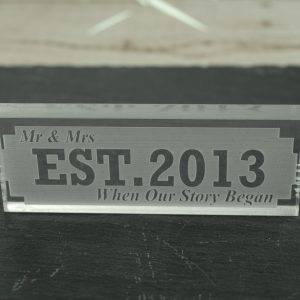 Mr & Mrs
EST.2013
When Our Story Began